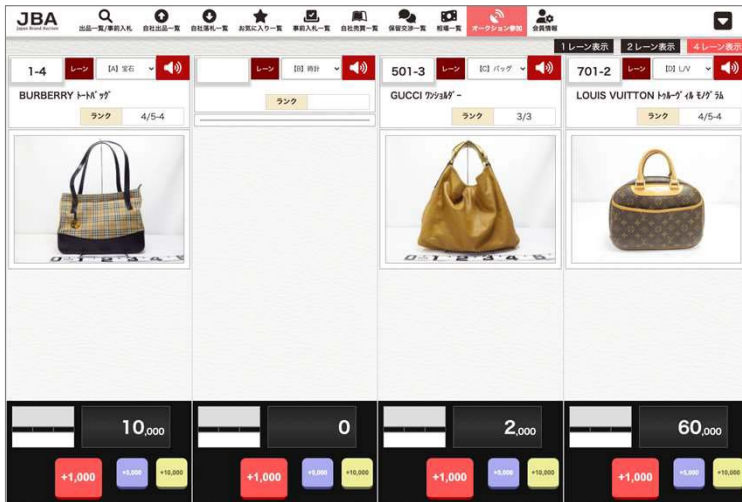 JBA
Japan Brand Auction
出品一覧/事前入札
自社出品一覧
自社落札一覧
お気に入り一覧
事前入札一覧
自社売買一覧
保留交渉一覧
相場一覧
オークション参加
会員情報
1レーン表示
2レーン表示
4レーン表示
1-4
レーン
[A] 宝石
BURBERRY ﾄｰﾄﾊﾞｯｸﾞ
ランク
4/5-4
10,000
+1,000
+5,000
+10,000
レーン
[B] 時計
ランク
0
+1,000
+5,000
+10,000
501-3
レーン
[C] バッグ
GUCCI ﾜﾝｼｮﾙﾀﾞｰ
ランク
3/3
2,000
+1,000
+5,000
+10,000
701-2
レーン
[D] L/V
LOUIS VUITTON ﾄｩﾙｰｳﾞｨﾙ ﾓﾉｸﾞﾗﾑ
ランク
4/5-4
60,000
+1,000
+5,000
+10,000